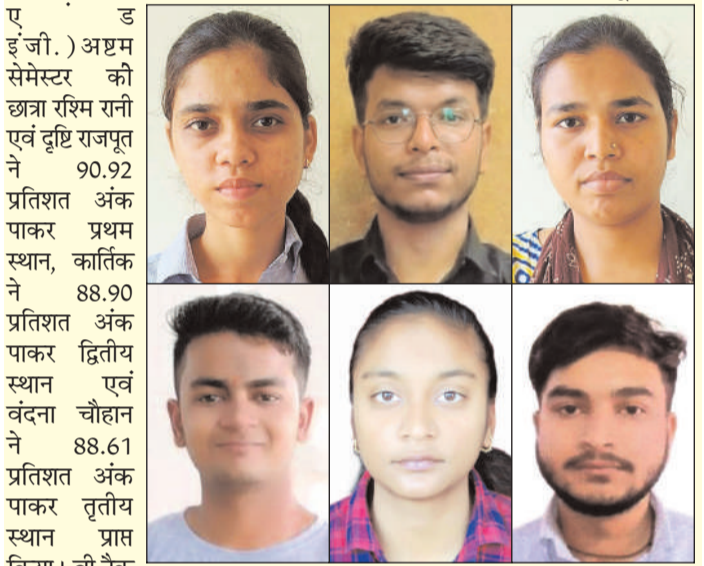 ए ं ड
इंजी.) अष्टम
सेमेस्टर की
छात्रा रश्मि रानी
एवं दृष्टि राजपूत
ने 90.92
प्रतिशत अंक
पाकर प्रथम
स्थान, कार्तिक
ने 88.90
प्रतिशत अंक
पाकर द्वितीय
स्थान एवं
वंदना चौहान
ने 88.61
प्रतिशत अंक
पाकर तृतीय
स्थान प्राप्त